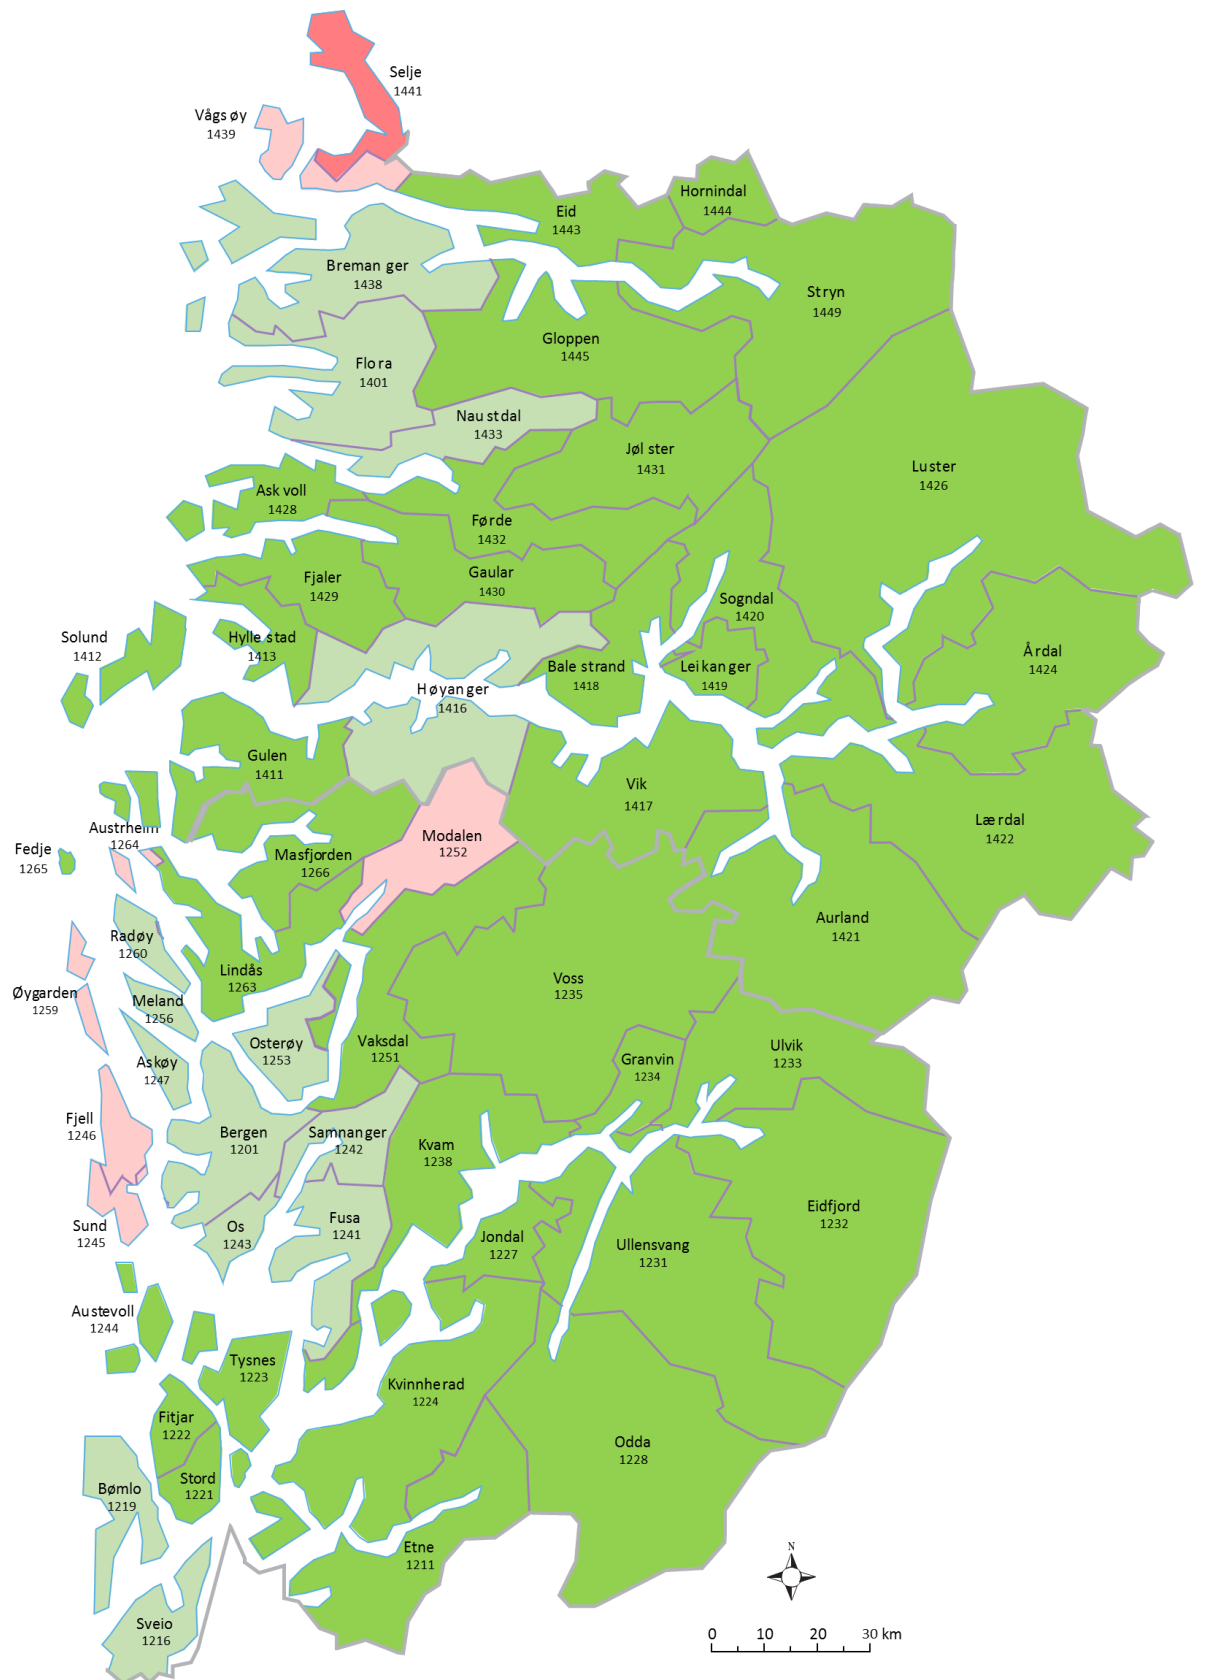 Selje
1441
Vågsøy
1439
Hornindal
1444
Eid
1443
Bremanger
1438
Stryn
1449
Gloppen
1445
Flora
1401
Naustdal
1433
Jølster
1431
Luster
1426
Askvoll
1428
Førde
1432
Gaular
1430
Fjaler
1429
Sogndal
1420
Solund
1412
Hyllestad
1413
Årdal
1424
Balestrand
1418
Leikanger
1419
Høyanger
1416
Gulen
1411
Vik
1417
Lærdal
1422
Austrheim
1264
Modalen
1252
Fedje
1265
Masfjorden
1266
Aurland
1421
Radøy
1260
Lindås
1263
Voss
1235
Øygarden
1259
Meland
1256
Osterøy
1253
Vaksdal
1251
Ulvik
1233
Granvin
1234
Askøy
1247
Fjell
1246
Bergen
1201
Samnanger
1242
Kvam
1238
Eidfjord
1232
Sund
1245
Os
1243
Fusa
1241
Jondal
1227
Ullensvang
1231
Austevoll
1244
Tysnes
1223
Kvinnherad
1224
Fitjar
1222
Odda
1228
Stord
1221
Bømlo
1219
Etne
1211
N
Sveio
1216
0 10 20 30 km